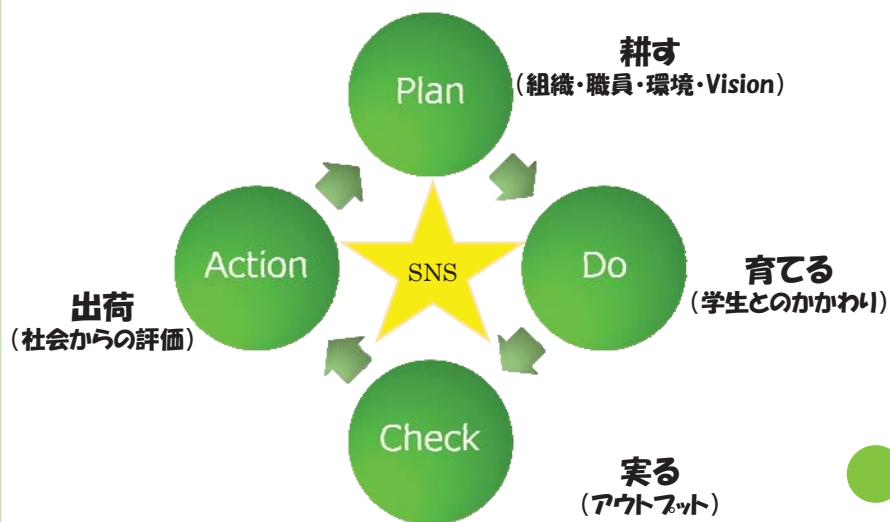 Plan
耕す
(組織・職員・環境・Vision)
Action
SNS
Do
育てる
(学生とのかかわり)
出荷
(社会からの評価)
Check
実る
(アウトプット)